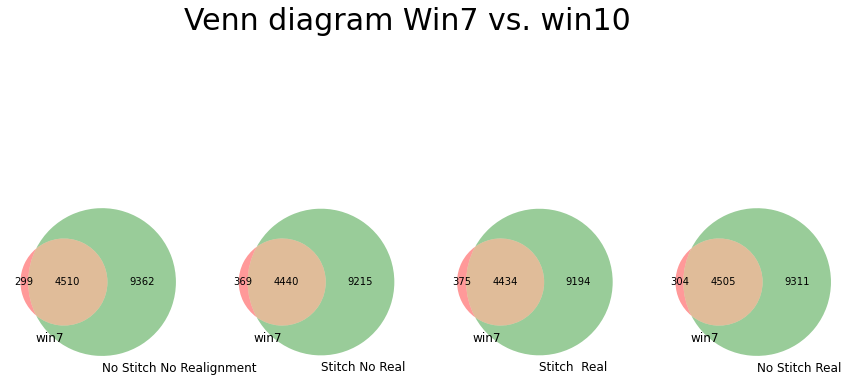 Venn diagram Win7 vs. win10
299 4510 9362
369 4440 9215
375 4434 9194
304 4505 9311
win7
win7
win7
win7
No Stitch No Realignment
Stitch No Real
Stitch  Real
No Stitch Real